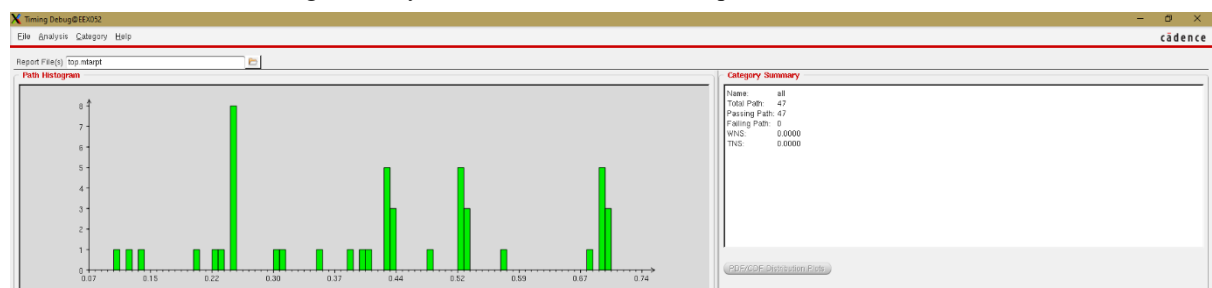 Timing Debug@EEX052
File Analysis Category Help
cādence
Report File(s) top.mtarpt
Path Histogram
8
7
6
5
4
3
2
1
0
0.07 0.15 0.22 0.30 0.37 0.44 0.52 0.59 0.67 0.74
Category Summary
Name: all
Total Path: 47
Passing Path: 47
Failing Path: 0
WNS: 0.0000
TNS: 0.0000
PDF/CDF Distribution Plots